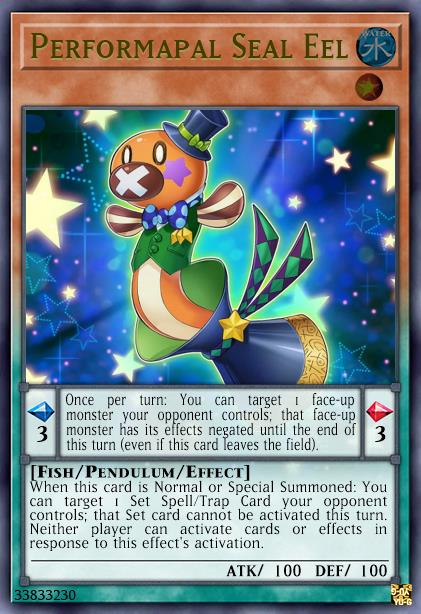 Performapal Seal Eel
WATER
水
3
Once per turn: You can target 1 face-up
monster your opponent controls; that face-up
monster has its effects negated until the end of
this turn (even if this card leaves the field).
3
[Fish/Pendulum/Effect]
When this card is Normal or Special Summoned: You
can target 1 Set Spell/Trap Card your opponent
controls; that Set card cannot be activated this turn.
Neither player can activate cards or effects in
response to this effect's activation.
ATK/ 100 DEF/ 100
33833230